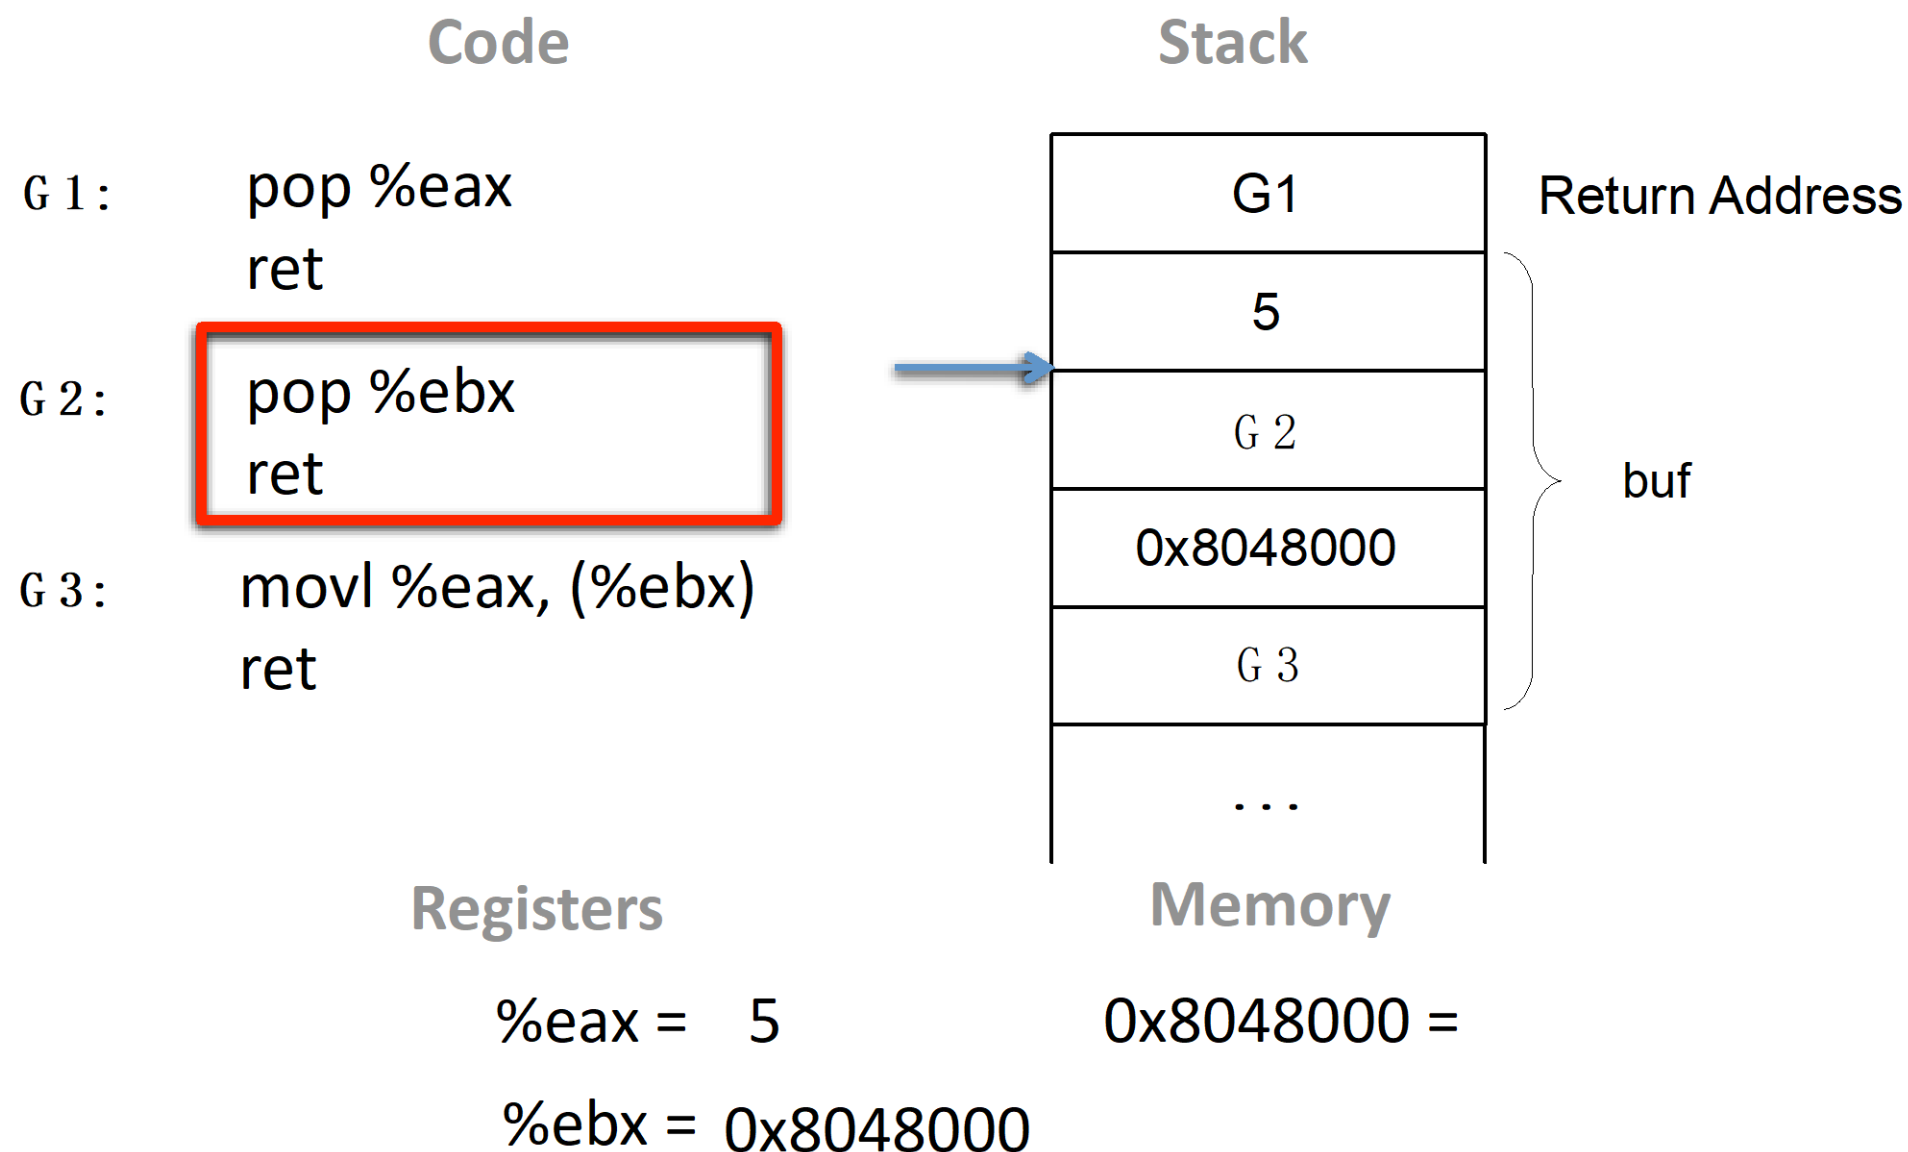 Code
G1: pop %eax
ret
G2: pop %ebx
ret
G3: movl %eax, (%ebx)
ret
Stack
G1 Return Address
5
G2
buf
0x8048000
G3
...
Registers
%eax = 5
%ebx = 0x8048000
Memory
0x8048000 =